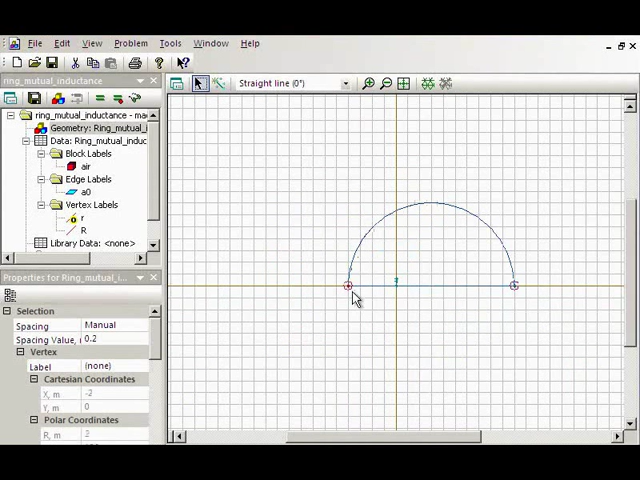 File Edit View Problem Tools Window Help
ring_mutual_inductance
Straight line (0°)
ring_mutual_inductance - ma
Geometry: Ring_mutual_i
Data: Ring_mutual_induc
Block Labels
air
Edge Labels
a0
Vertex Labels
r
R
Library Data: <none>
Properties for Ring_mutual_i...
Selection
Spacing Manual
Spacing Value, 0.2
Vertex
Label (none)
Cartesian Coordinates
X, m -2
Y, m 0
Polar Coordinates
R, m 2